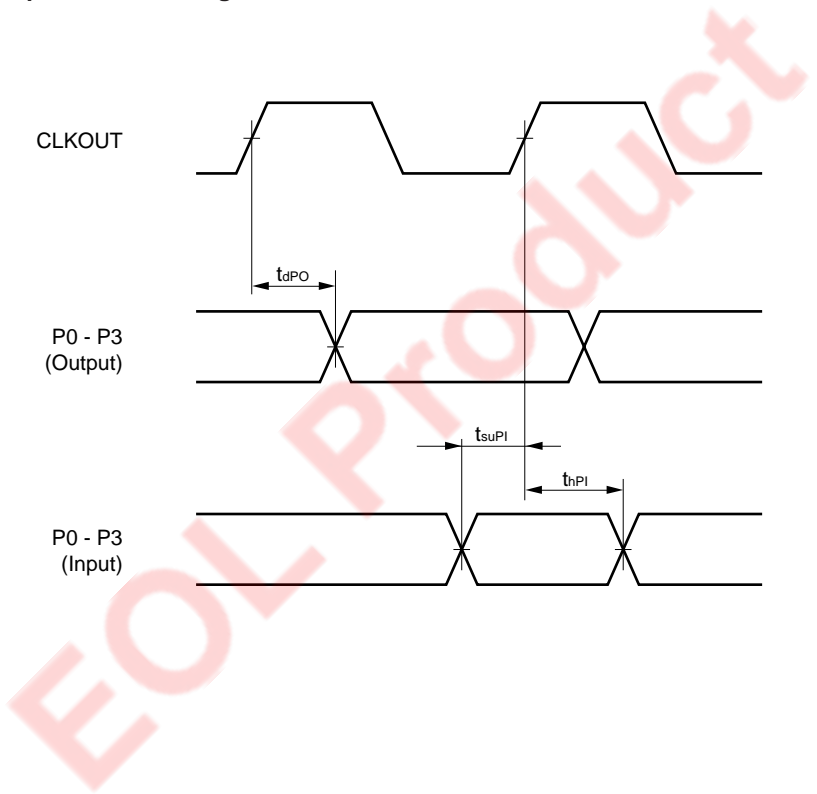 CLKOUT
tdPO
P0 - P3
(Output)
tsuPI
thPI
P0 - P3
(Input)
EOL Product